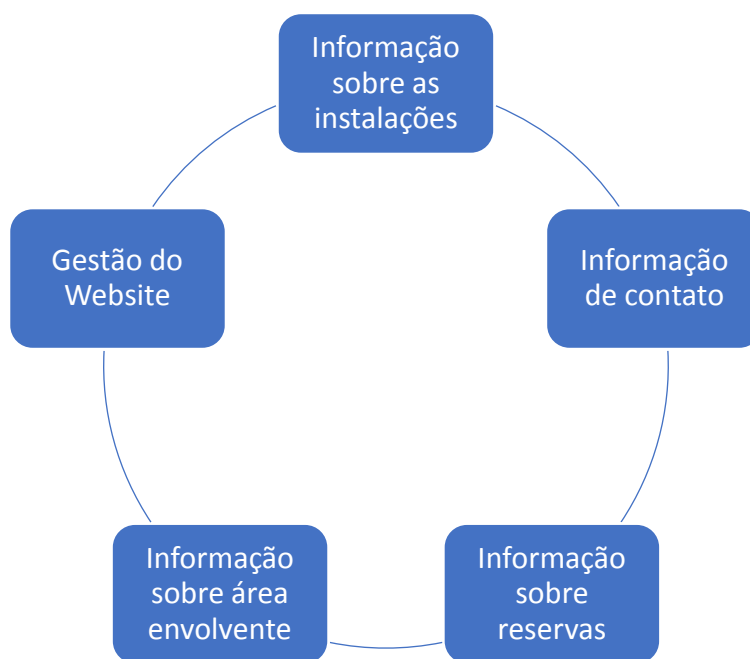 Informação
sobre as
instalações
Gestão do
Website
Informação
de contato
Informação
sobre área
envolvente
Informação
sobre
reservas